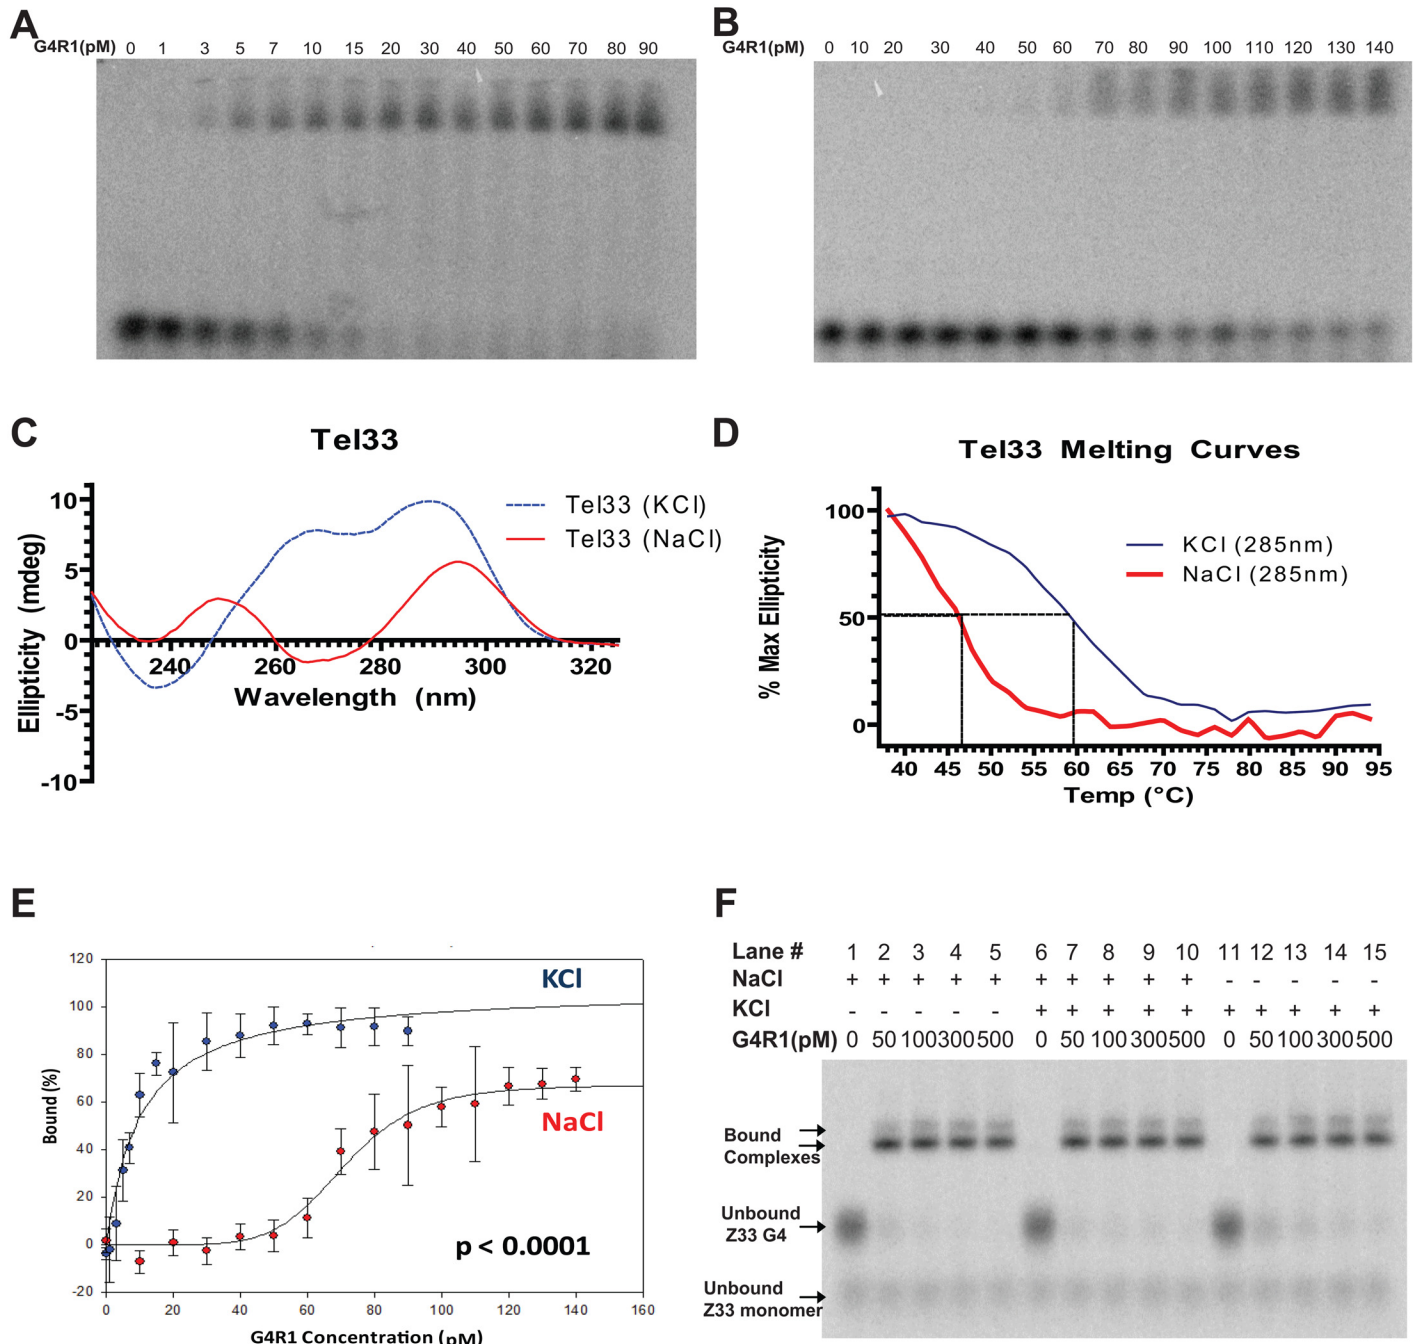 A
G4R1(pM) 0 1 3 5 7 10 15 20 30 40 50 60 70 80 90
B
G4R1(pM) 0 10 20 30 40 50 60 70 80 90 100 110 120 130 140
C
Tel33
10
5
0
-5
-10
Ellipticity (mdeg)
240 260 280 300 320
Wavelength (nm)
Tel33 (KCl)
Tel33 (NaCl)
D
Tel33 Melting Curves
100
50
0
% Max Ellipticity
KCl (285nm)
NaCl (285nm)
40 45 50 55 60 65 70 75 80 85 90 95
Temp (°C)
E
120
100
80
60
40
20
0
-20
Bound (%)
KCl
NaCl
p < 0.0001
0 20 40 60 80 100 120 140 160
G4R1 Concentration (pM)
F
Lane # 1 2 3 4 5 6 7 8 9 10 11 12 13 14 15
NaCl + + + + + + + + + + - - - - -
KCl - - - - - + + + + + + + + + +
G4R1(pM) 0 50 100 300 500 0 50 100 300 500 0 50 100 300 500
Bound
Complexes
Unbound
Z33 G4
Unbound
Z33 monomer